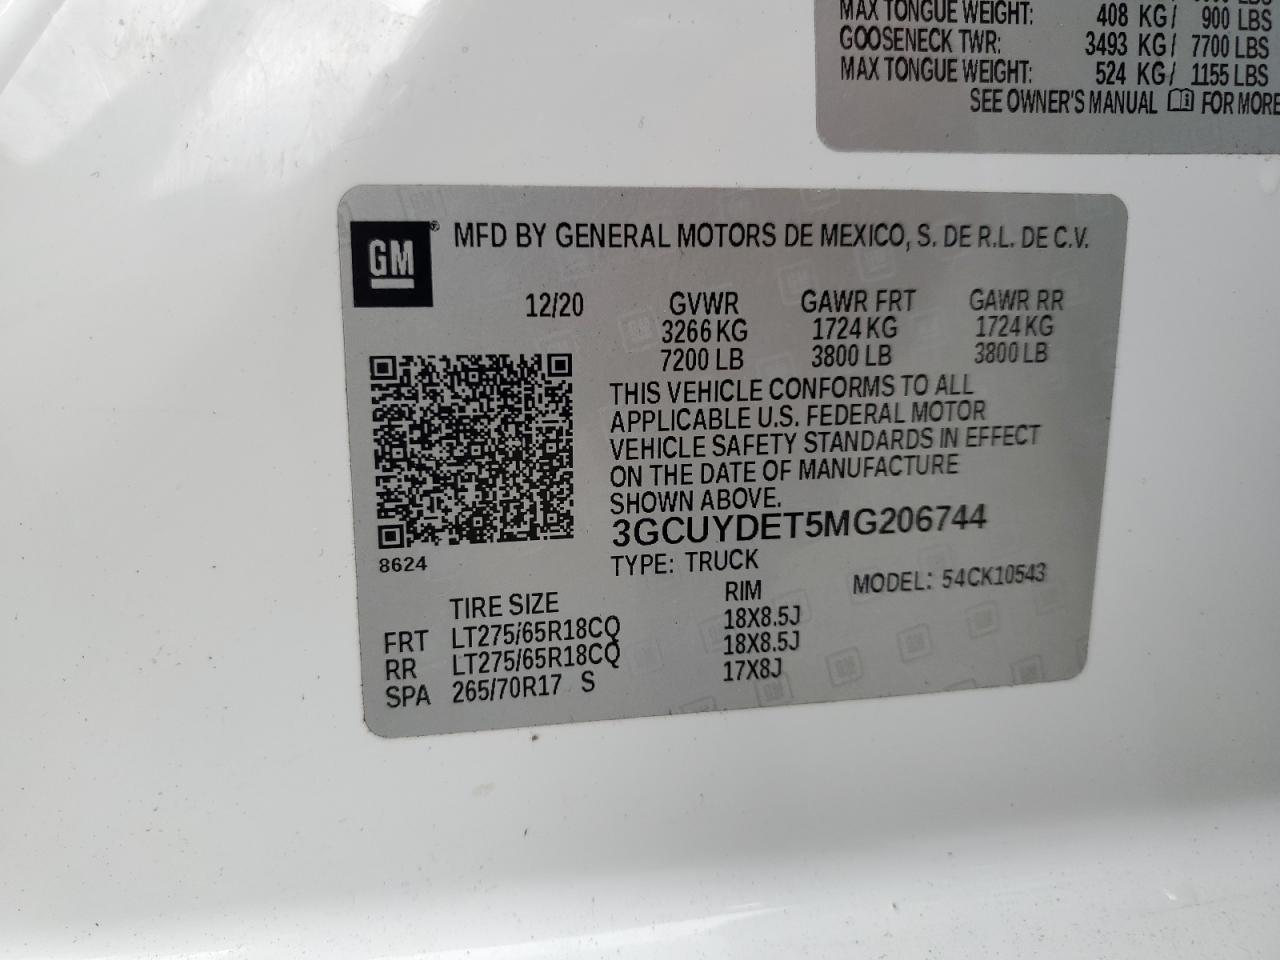 MAX TONGUE WEIGHT: 408 KG/ 900 LBS
GOOSENECK TWR: 3493 KG/ 7700 LBS
MAX TONGUE WEIGHT: 524 KG/ 1155 LBS
SEE OWNER'S MANUAL FOR MORE
GM® MFD BY GENERAL MOTORS DE MEXICO, S. DE R.L. DE C.V.
12/20 GVWR GAWR FRT GAWR RR
3266 KG 1724 KG 1724 KG
7200 LB 3800 LB 3800 LB
THIS VEHICLE CONFORMS TO ALL
APPLICABLE U.S. FEDERAL MOTOR
VEHICLE SAFETY STANDARDS IN EFFECT
ON THE DATE OF MANUFACTURE
SHOWN ABOVE.
3GCUYDET5MG206744
8624
TYPE: TRUCK MODEL: 54CK10543
TIRE SIZE RIM
FRT LT275/65R18CQ 18X8.5J
RR LT275/65R18CQ 18X8.5J
SPA 265/70R17 S 17X8J